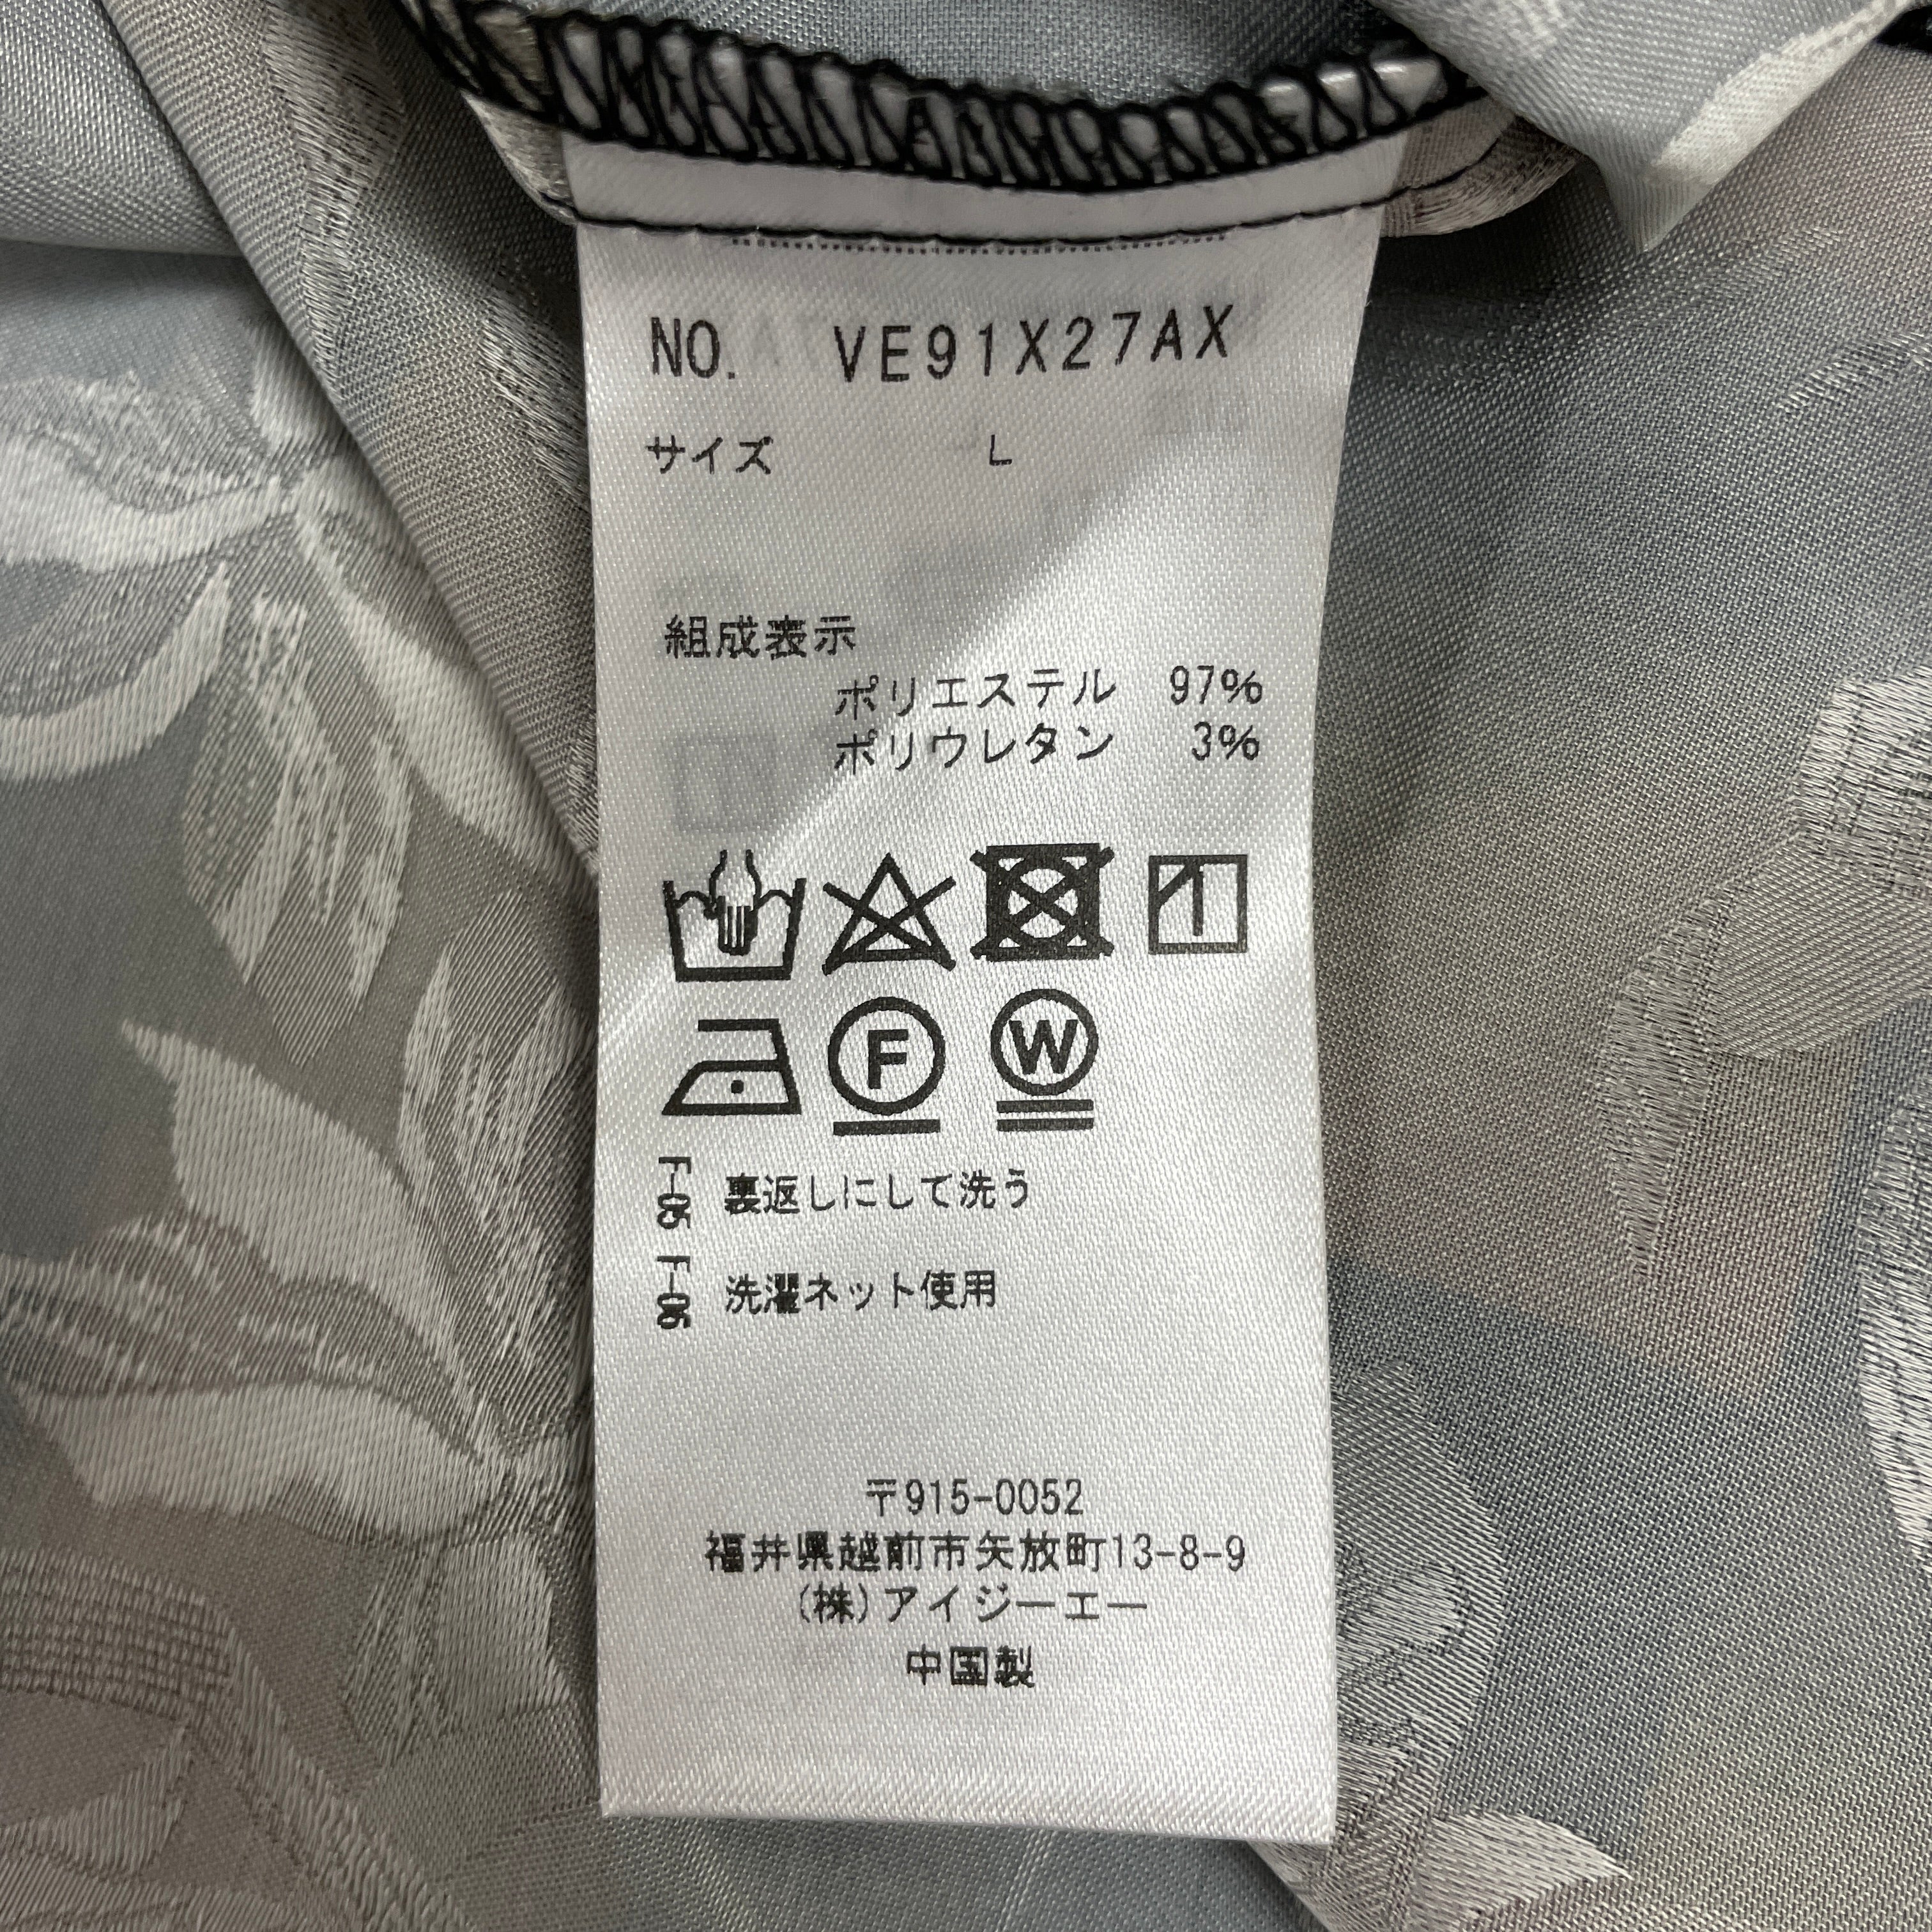 NO. VE91X27AX
サイズ L
組成表示
ポリエステル 97%
ポリウレタン 3%
F
W
F-05 裏返しにして洗う
F-06 洗濯ネット使用
〒915-0052
福井県越前市矢放町13-8-9
(株)アイジーエー
中国製